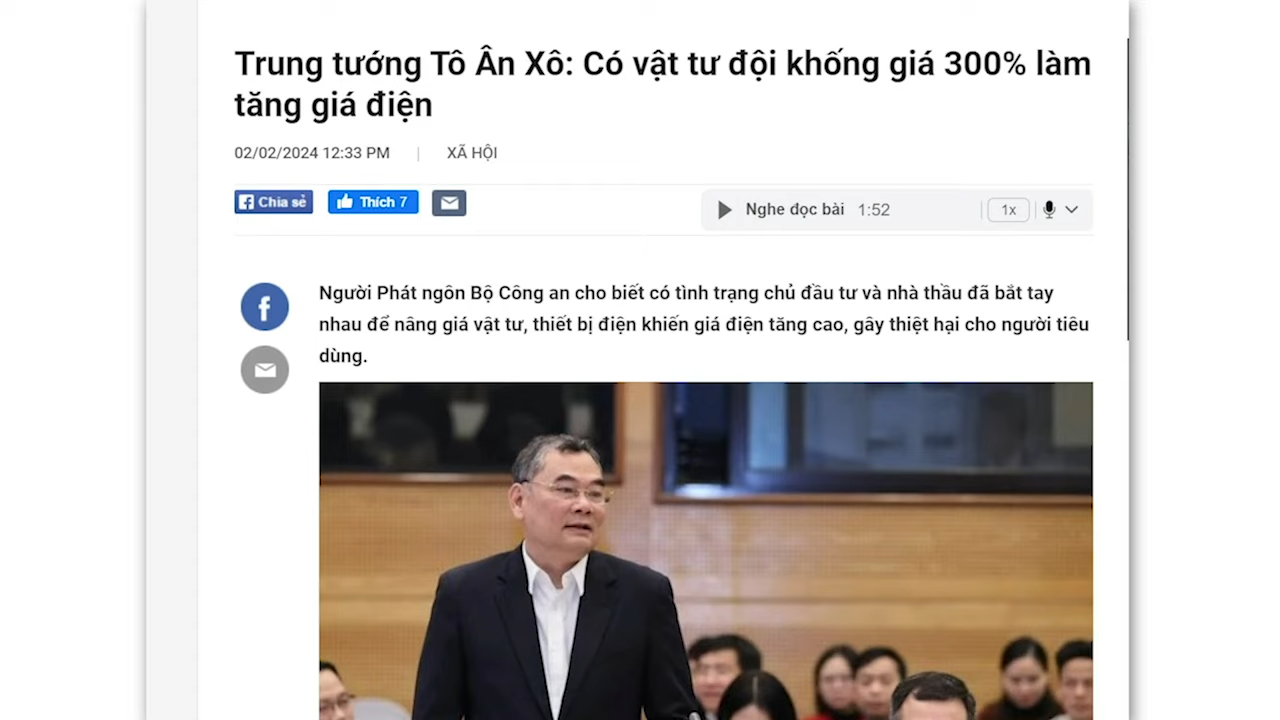 Trung tướng Tô Ân Xô: Có vật tư đội khống giá 300% làm
tăng giá điện
02/02/2024 12:33 PM | XÃ HỘI
Chia sẻ Thích 7
Nghe đọc bài 1:52 1x
Người Phát ngôn Bộ Công an cho biết có tình trạng chủ đầu tư và nhà thầu đã bắt tay
nhau để nâng giá vật tư, thiết bị điện khiến giá điện tăng cao, gây thiệt hại cho người tiêu
dùng.